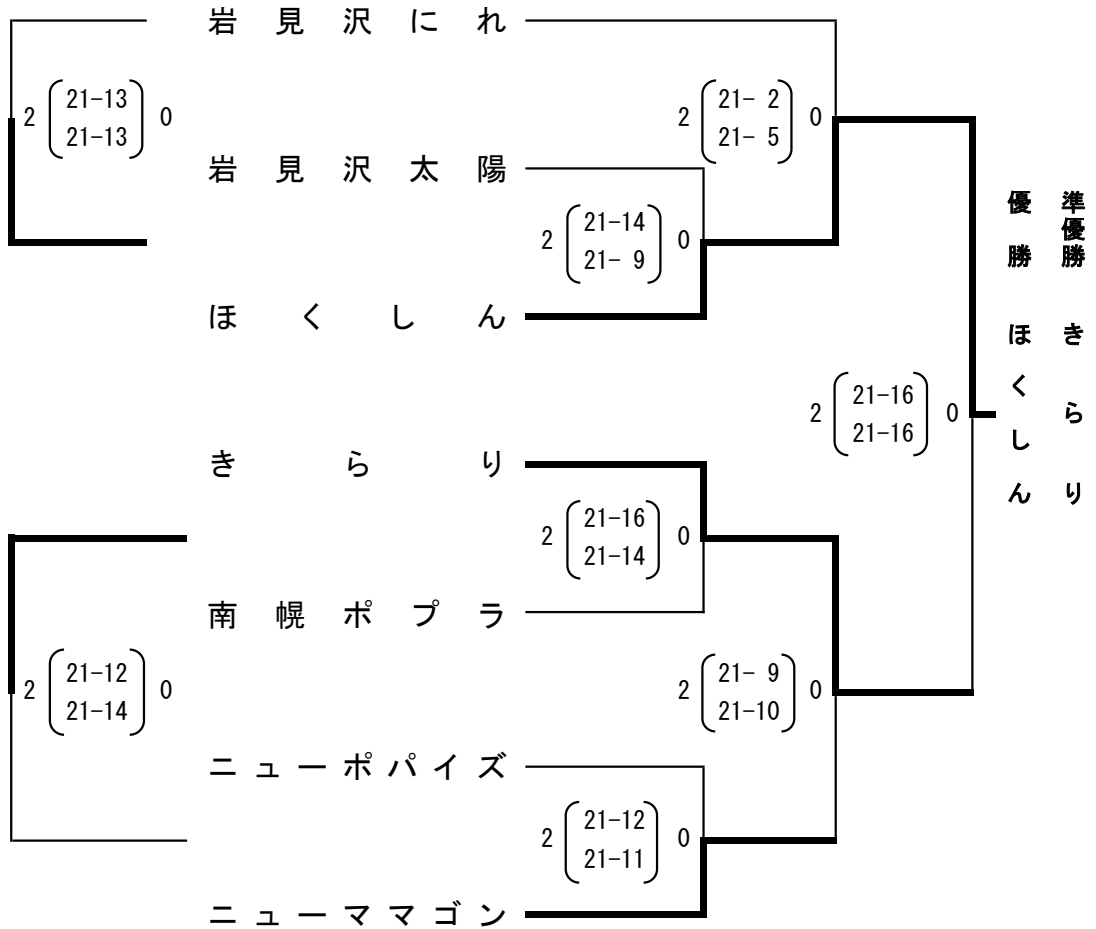 岩見沢にれ
2 21-13 0
21-13
2 21- 2 0
21- 5
岩見沢太陽
2 21-14 0
21- 9
ほくしん
準優勝 きらり
優勝 ほくしん
2 21-16 0
21-16
きらり
2 21-16 0
21-14
南幌ポプラ
2 21-12 0
21-14
2 21- 9 0
21-10
ニューポパイズ
2 21-12 0
21-11
ニューママゴン